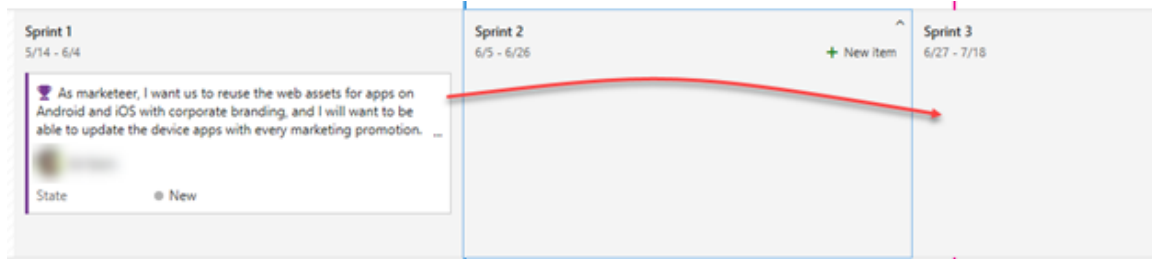 Sprint 1
5/14 - 6/4
As marketeer, I want us to reuse the web assets for apps on
Android and iOS with corporate branding, and I will want to be
able to update the device apps with every marketing promotion. ...
State New
Sprint 2
6/5 - 6/26
+ New item
Sprint 3
6/27 - 7/18